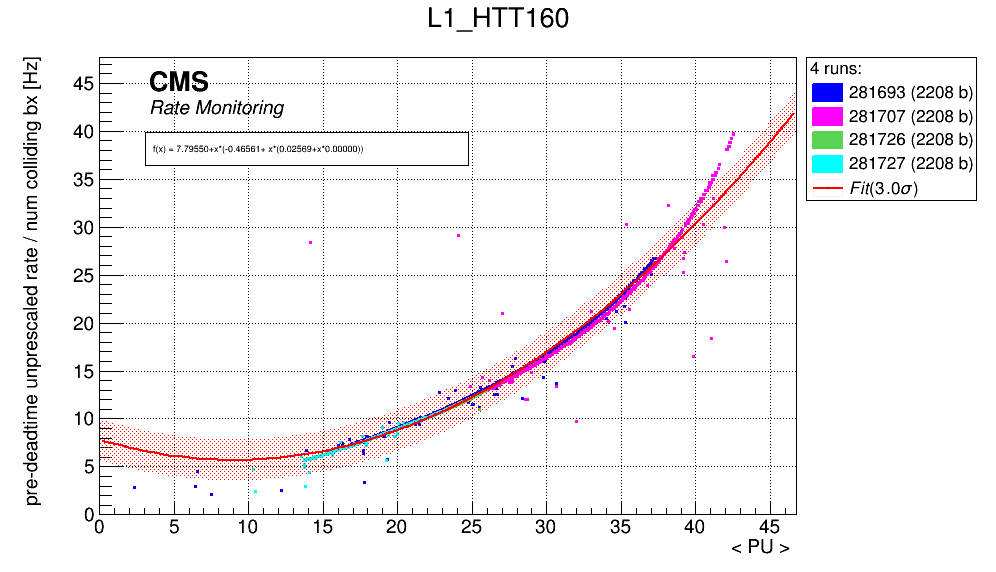 L1_HTT160
pre-deadtime unprescaled rate / num colliding bx [Hz]
CMS
Rate Monitoring
f(x) = 7.79550+x*(-0.46561+ x*(0.02569+x*0.00000))
45
40
35
30
25
20
15
10
5
0
0 5 10 15 20 25 30 35 40 45
< PU >
4 runs:
281693 (2208 b)
281707 (2208 b)
281726 (2208 b)
281727 (2208 b)
Fit(3.0σ)